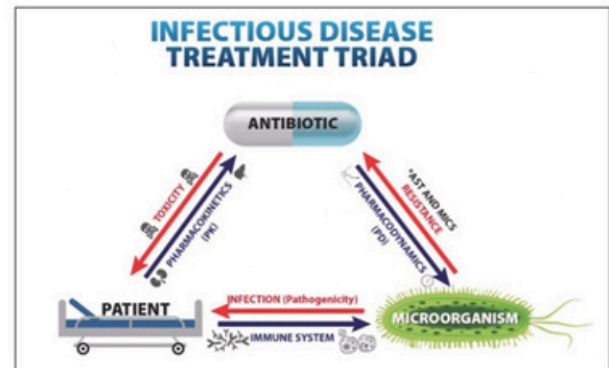 INFECTIOUS DISEASE
TREATMENT TRIAD
ANTIBIOTIC
TOXICITY
PHARMACOKINETICS
(PK)
*AST AND MICS
RESISTANCE
PHARMACODYNAMICS
(PD)
PATIENT
INFECTION (Pathogenicity)
IMMUNE SYSTEM
MICROORGANISM